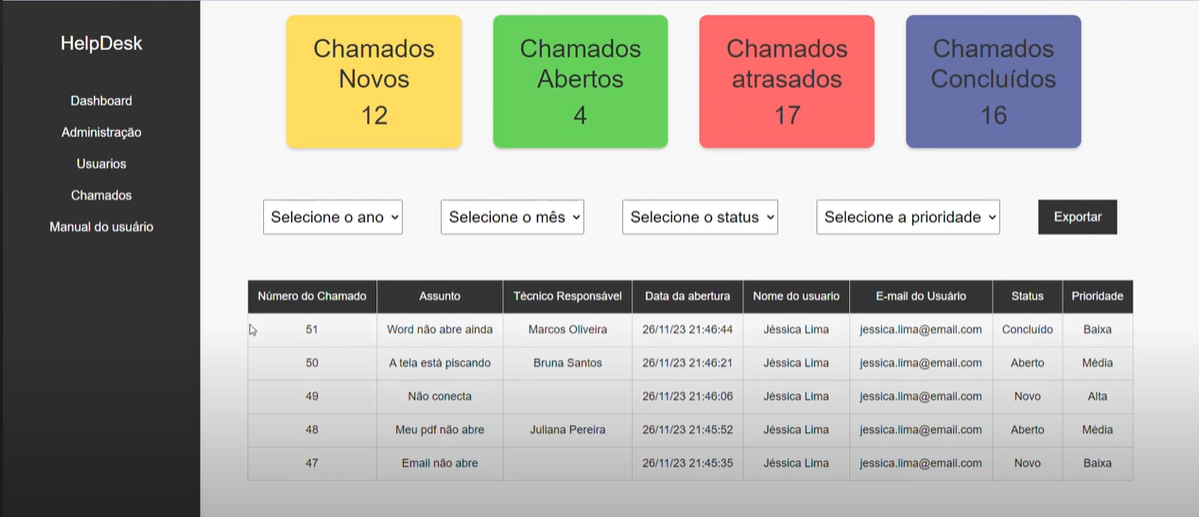 HelpDesk
Dashboard
Administração
Usuarios
Chamados
Manual do usuário
Chamados
Novos
12
Chamados
Abertos
4
Chamados
atrasados
17
Chamados
Concluídos
16
Selecione o ano
Selecione o mês
Selecione o status
Selecione a prioridade
Exportar
Número do Chamado Assunto Técnico Responsável Data da abertura Nome do usuario E-mail do Usuário Status Prioridade
51 Word não abre ainda Marcos Oliveira 26/11/23 21:46:44 Jéssica Lima jessica.lima@email.com Concluído Baixa
50 A tela está piscando Bruna Santos 26/11/23 21:46:21 Jéssica Lima jessica.lima@email.com Aberto Média
49 Não conecta 26/11/23 21:46:06 Jéssica Lima jessica.lima@email.com Novo Alta
48 Meu pdf não abre Juliana Pereira 26/11/23 21:45:52 Jéssica Lima jessica.lima@email.com Aberto Média
47 Email não abre 26/11/23 21:45:35 Jéssica Lima jessica.lima@email.com Novo Baixa